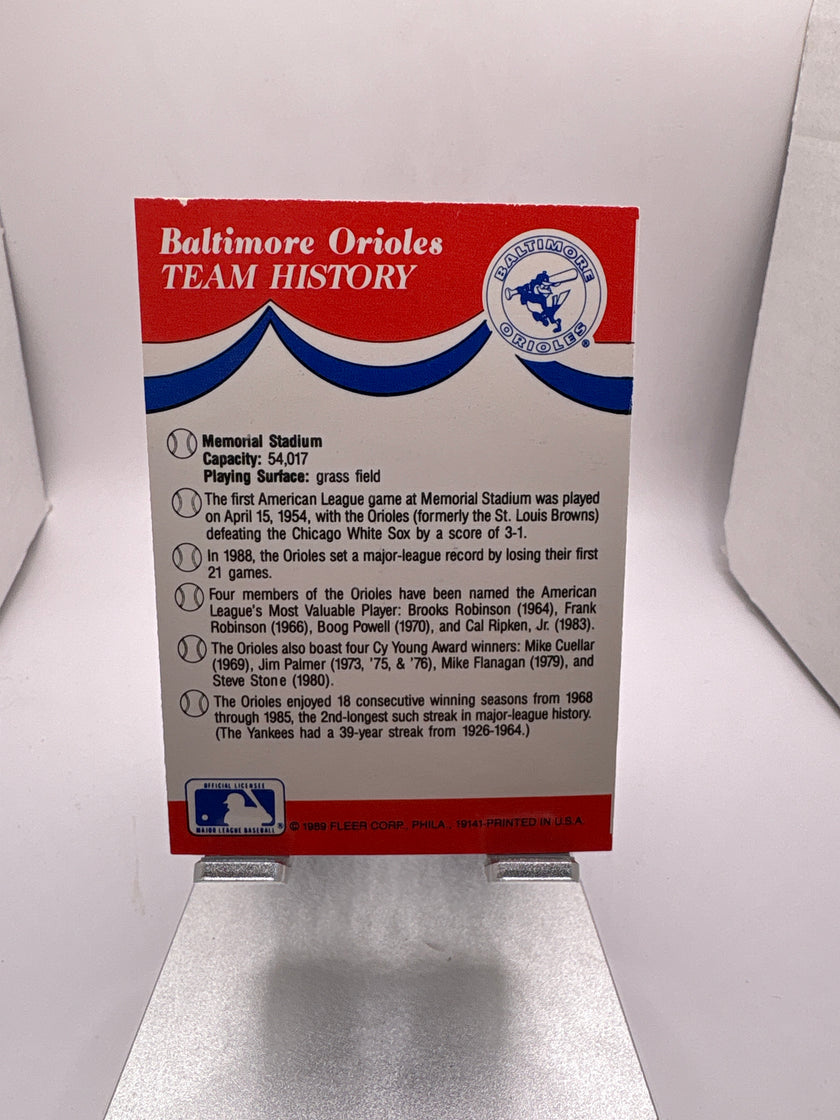 Baltimore Orioles
TEAM HISTORY
BALTIMORE
ORIOLES
®
Memorial Stadium
Capacity: 54,017
Playing Surface: grass field
The first American League game at Memorial Stadium was played
on April 15, 1954, with the Orioles (formerly the St. Louis Browns)
defeating the Chicago White Sox by a score of 3-1.
In 1988, the Orioles set a major-league record by losing their first
21 games.
Four members of the Orioles have been named the American
League's Most Valuable Player: Brooks Robinson (1964), Frank
Robinson (1966), Boog Powell (1970), and Cal Ripken, Jr. (1983).
The Orioles also boast four Cy Young Award winners: Mike Cuellar
(1969), Jim Palmer (1973, '75, & '76), Mike Flanagan (1979), and
Steve Stone (1980).
The Orioles enjoyed 18 consecutive winning seasons from 1968
through 1985, the 2nd-longest such streak in major-league history.
(The Yankees had a 39-year streak from 1926-1964.)
OFFICIAL LICENSEE
MAJOR LEAGUE BASEBALL ®
© 1989 FLEER CORP., PHILA., 19141-PRINTED IN U.S.A.